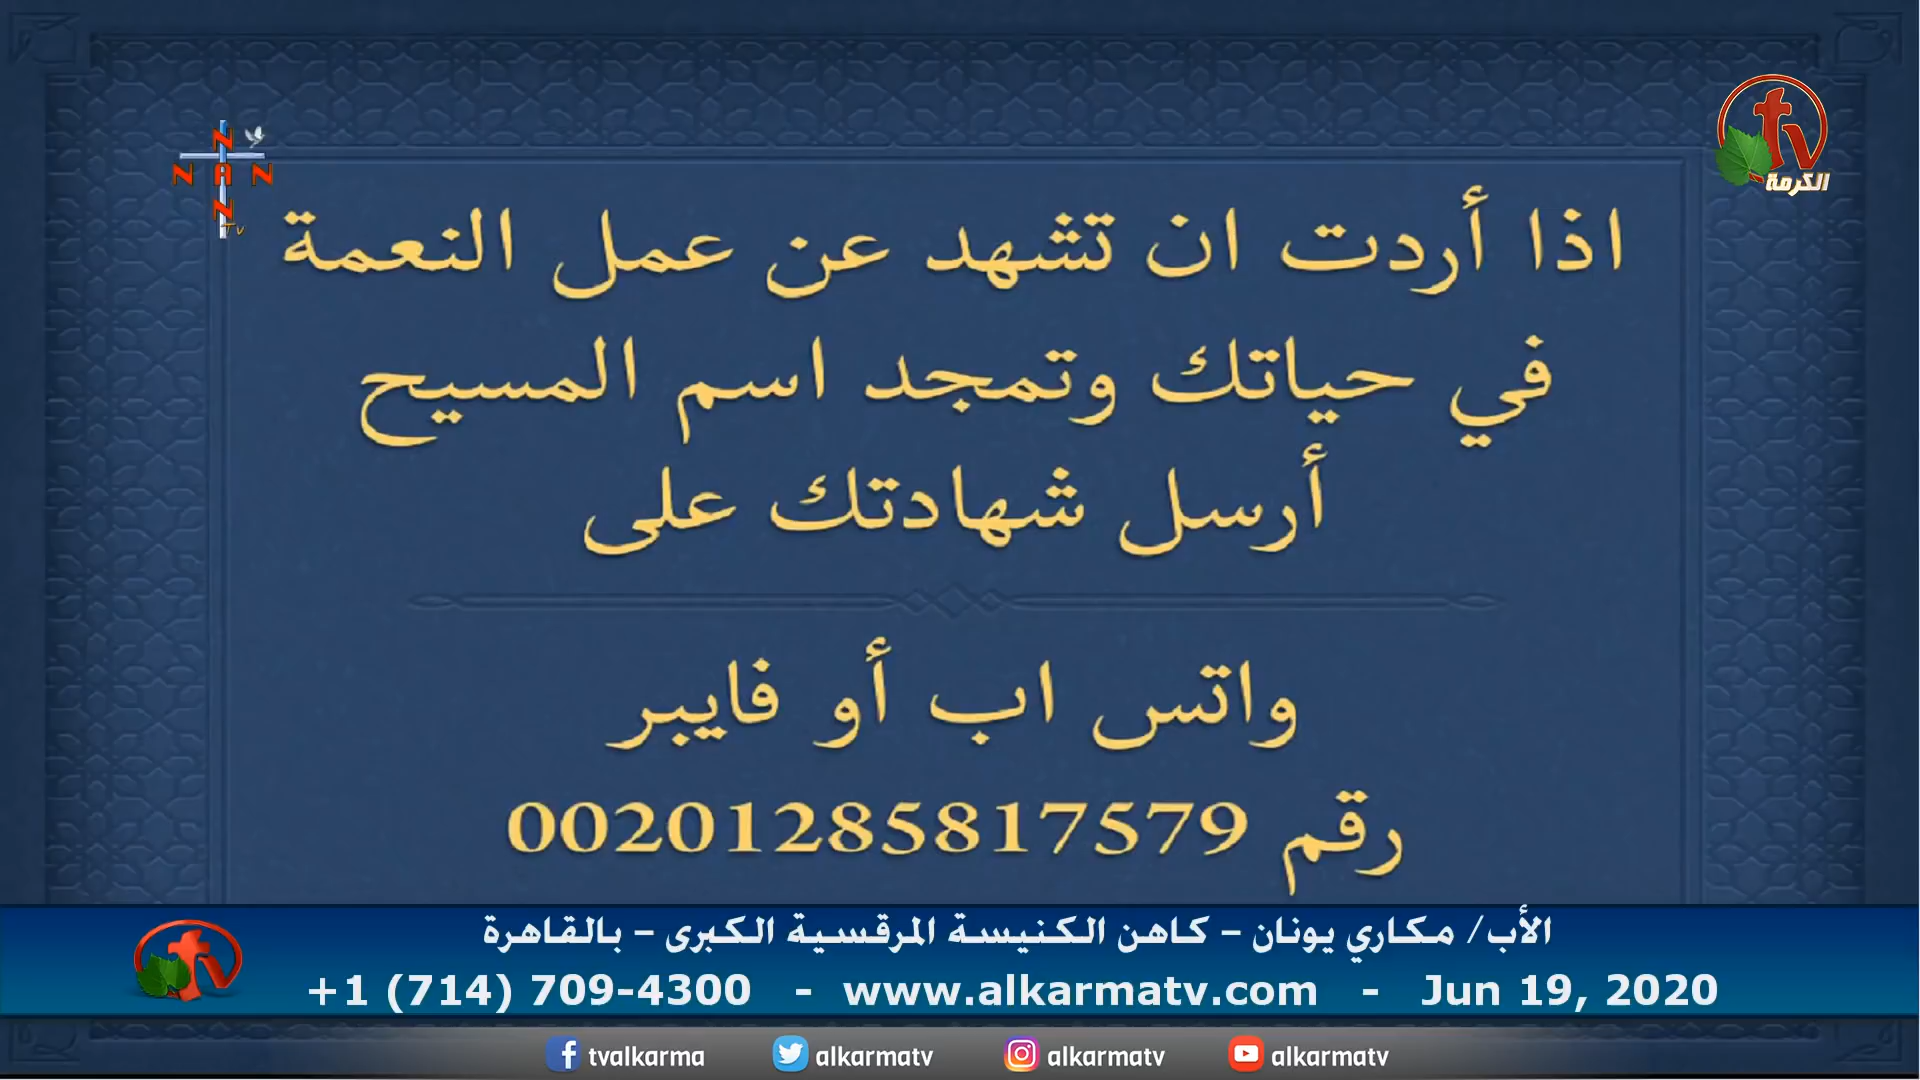 N
N A N
N
Tv
tv
الكرمة
اذا أردت ان تشهد عن عمل النعمة
في حياتك وتمجد اسم المسيح
أرسل شهادتك على
واتس اب أو فايبر
رقم 00201285817579
tv
الأب/ مكاري يونان – كاهن الكنيسة المرقسية الكبرى – بالقاهرة
+1 (714) 709-4300 - www.alkarmatv.com - Jun 19, 2020
tvalkarma alkarmatv alkarmatv alkarmatv